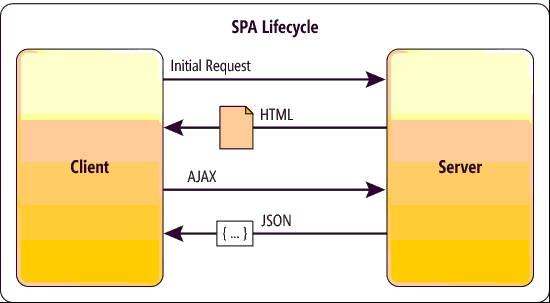 SPA Lifecycle
Initial Request
HTML
Client
Server
AJAX
JSON
{ ... }